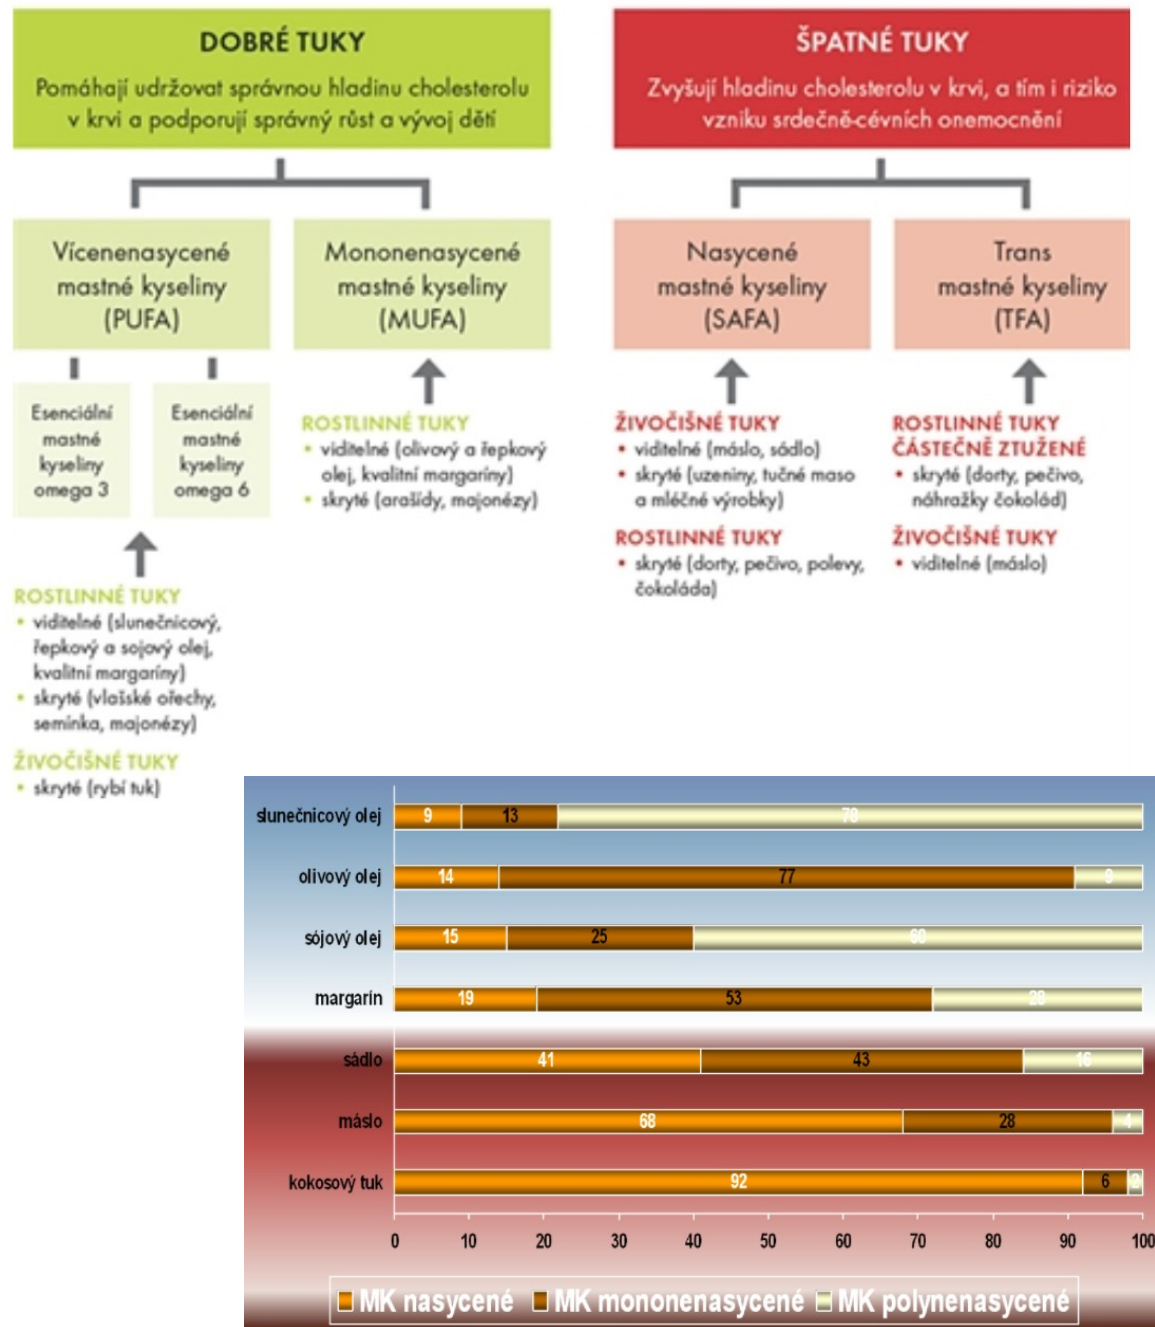 DOBRÉ TUKY
Pomáhají udržovat správnou hladinu cholesterolu
v krvi a podporují správný růst a vývoj dětí
ŠPATNÉ TUKY
Zvyšují hladinu cholesterolu v krvi, a tím i riziko
vzniku srdečně-cévních onemocnění
Vícenenasycené
mastné kyseliny
(PUFA)
Mononenasycené
mastné kyseliny
(MUFA)
Nasycené
mastné kyseliny
(SAFA)
Trans
mastné kyseliny
(TFA)
Esenciální
mastné
kyseliny
omega 3
Esenciální
mastné
kyseliny
omega 6
ROSTLINNÉ TUKY
• viditelné (olivový a řepkový
olej, kvalitní margaríny)
• skryté (arašídy, majonézy)
ŽIVOČIŠNÉ TUKY
• viditelné (máslo, sádlo)
• skryté (uzeniny, tučné maso
a mléčné výrobky)
ROSTLINNÉ TUKY
• skryté (dorty, pečivo, polevy,
čokoláda)
ROSTLINNÉ TUKY
ČÁSTEČNĚ ZTUŽENÉ
• skryté (dorty, pečivo,
náhražky čokolád)
ŽIVOČIŠNÉ TUKY
• viditelné (máslo)
ROSTLINNÉ TUKY
• viditelné (slunečnicový,
řepkový a sojový olej,
kvalitní margaríny)
• skryté (vlašské ořechy,
semínka, majonézy)
ŽIVOČIŠNÉ TUKY
• skryté (rybí tuk)
slunečnicový olej 9 13 78
olivový olej 14 77 9
sójový olej 15 25 60
margarín 19 53 28
sádlo 41 43 16
máslo 68 28 4
kokosový tuk 92 6 2
0 10 20 30 40 50 60 70 80 90 100
MK nasycené MK mononenasycené MK polynenasycené